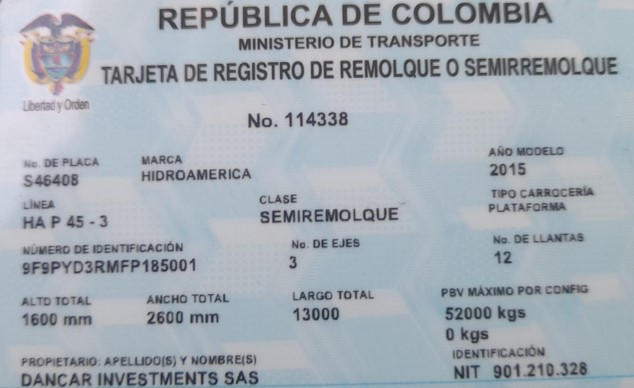 REPÚBLICA DE COLOMBIA
MINISTERIO DE TRANSPORTE
TARJETA DE REGISTRO DE REMOLQUE O SEMIRREMOLQUE
Libertad y Orden
No. 114338
No. DE PLACA MARCA AÑO MODELO
S46408 HIDROAMERICA 2015
LÍNEA CLASE TIPO CARROCERÍA
HA P 45 - 3 SEMIREMOLQUE PLATAFORMA
NÚMERO DE IDENTIFICACIÓN No. DE EJES No. DE LLANTAS
9F9PYD3RMFP185001 3 12
ALTO TOTAL ANCHO TOTAL LARGO TOTAL PBV MÁXIMO POR CONFIG
1600 mm 2600 mm 13000 52000 kgs
0 kgs
PROPIETARIO: APELLIDO(S) Y NOMBRE(S) IDENTIFICACIÓN
DANCAR INVESTMENTS SAS NIT 901.210.328